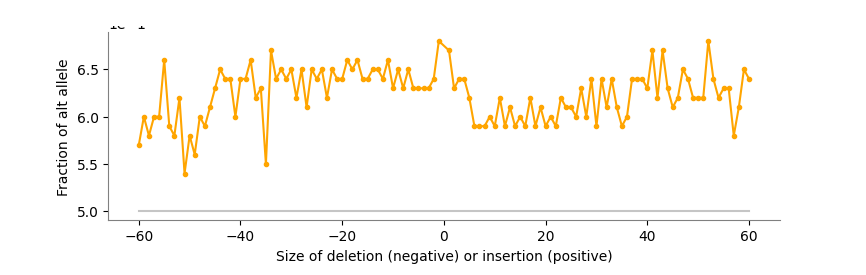 6.5
6.0
5.5
5.0
Fraction of alt allele
−60 −40 −20 0 20 40 60
Size of deletion (negative) or insertion (positive)